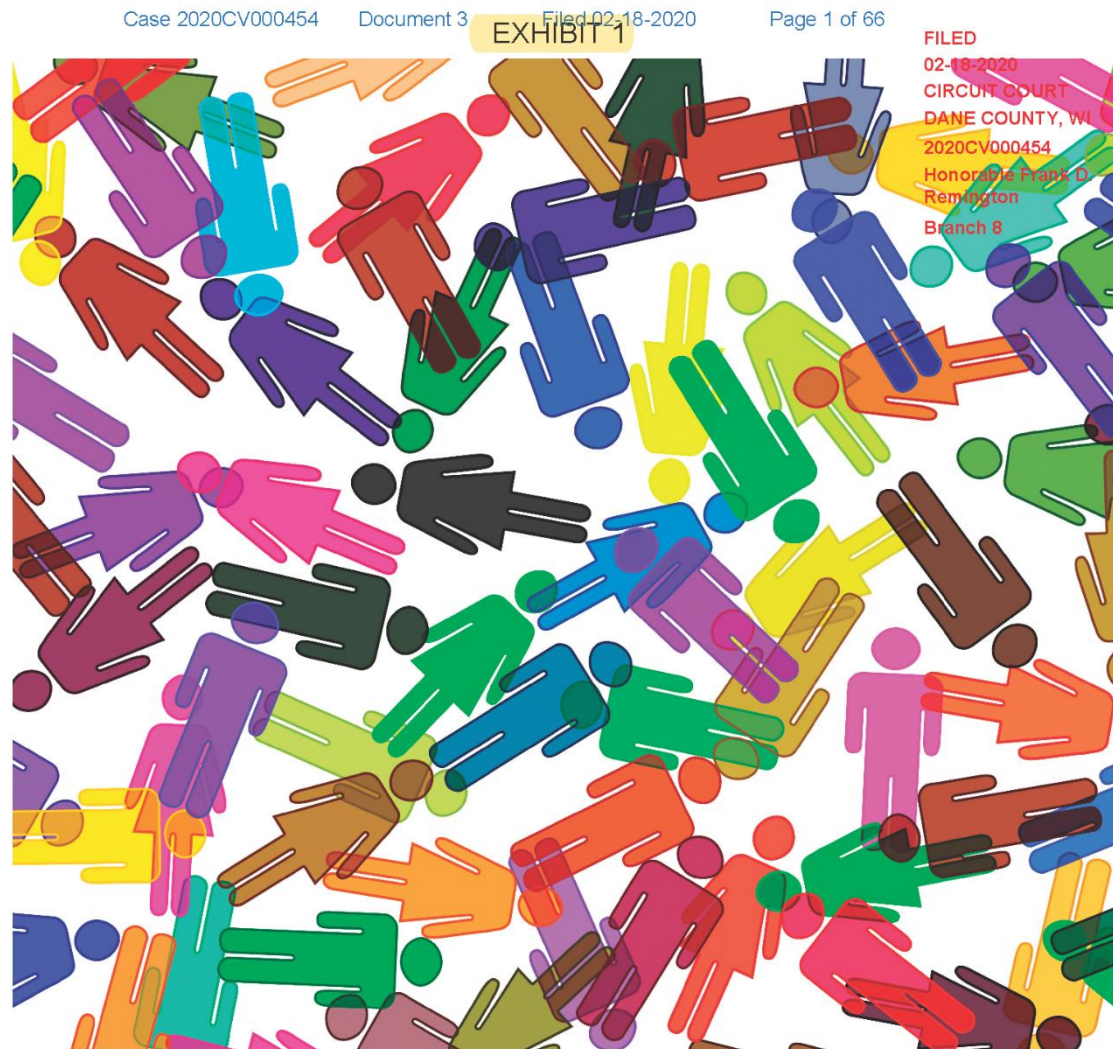 Case 2020CV000454 Document 3 Filed 02-18-2020 Page 1 of 66
EXHIBIT 1
FILED
02-18-2020
CIRCUIT COURT
DANE COUNTY, WI
2020CV000454
Honorable Frank D.
Remington
Branch 8